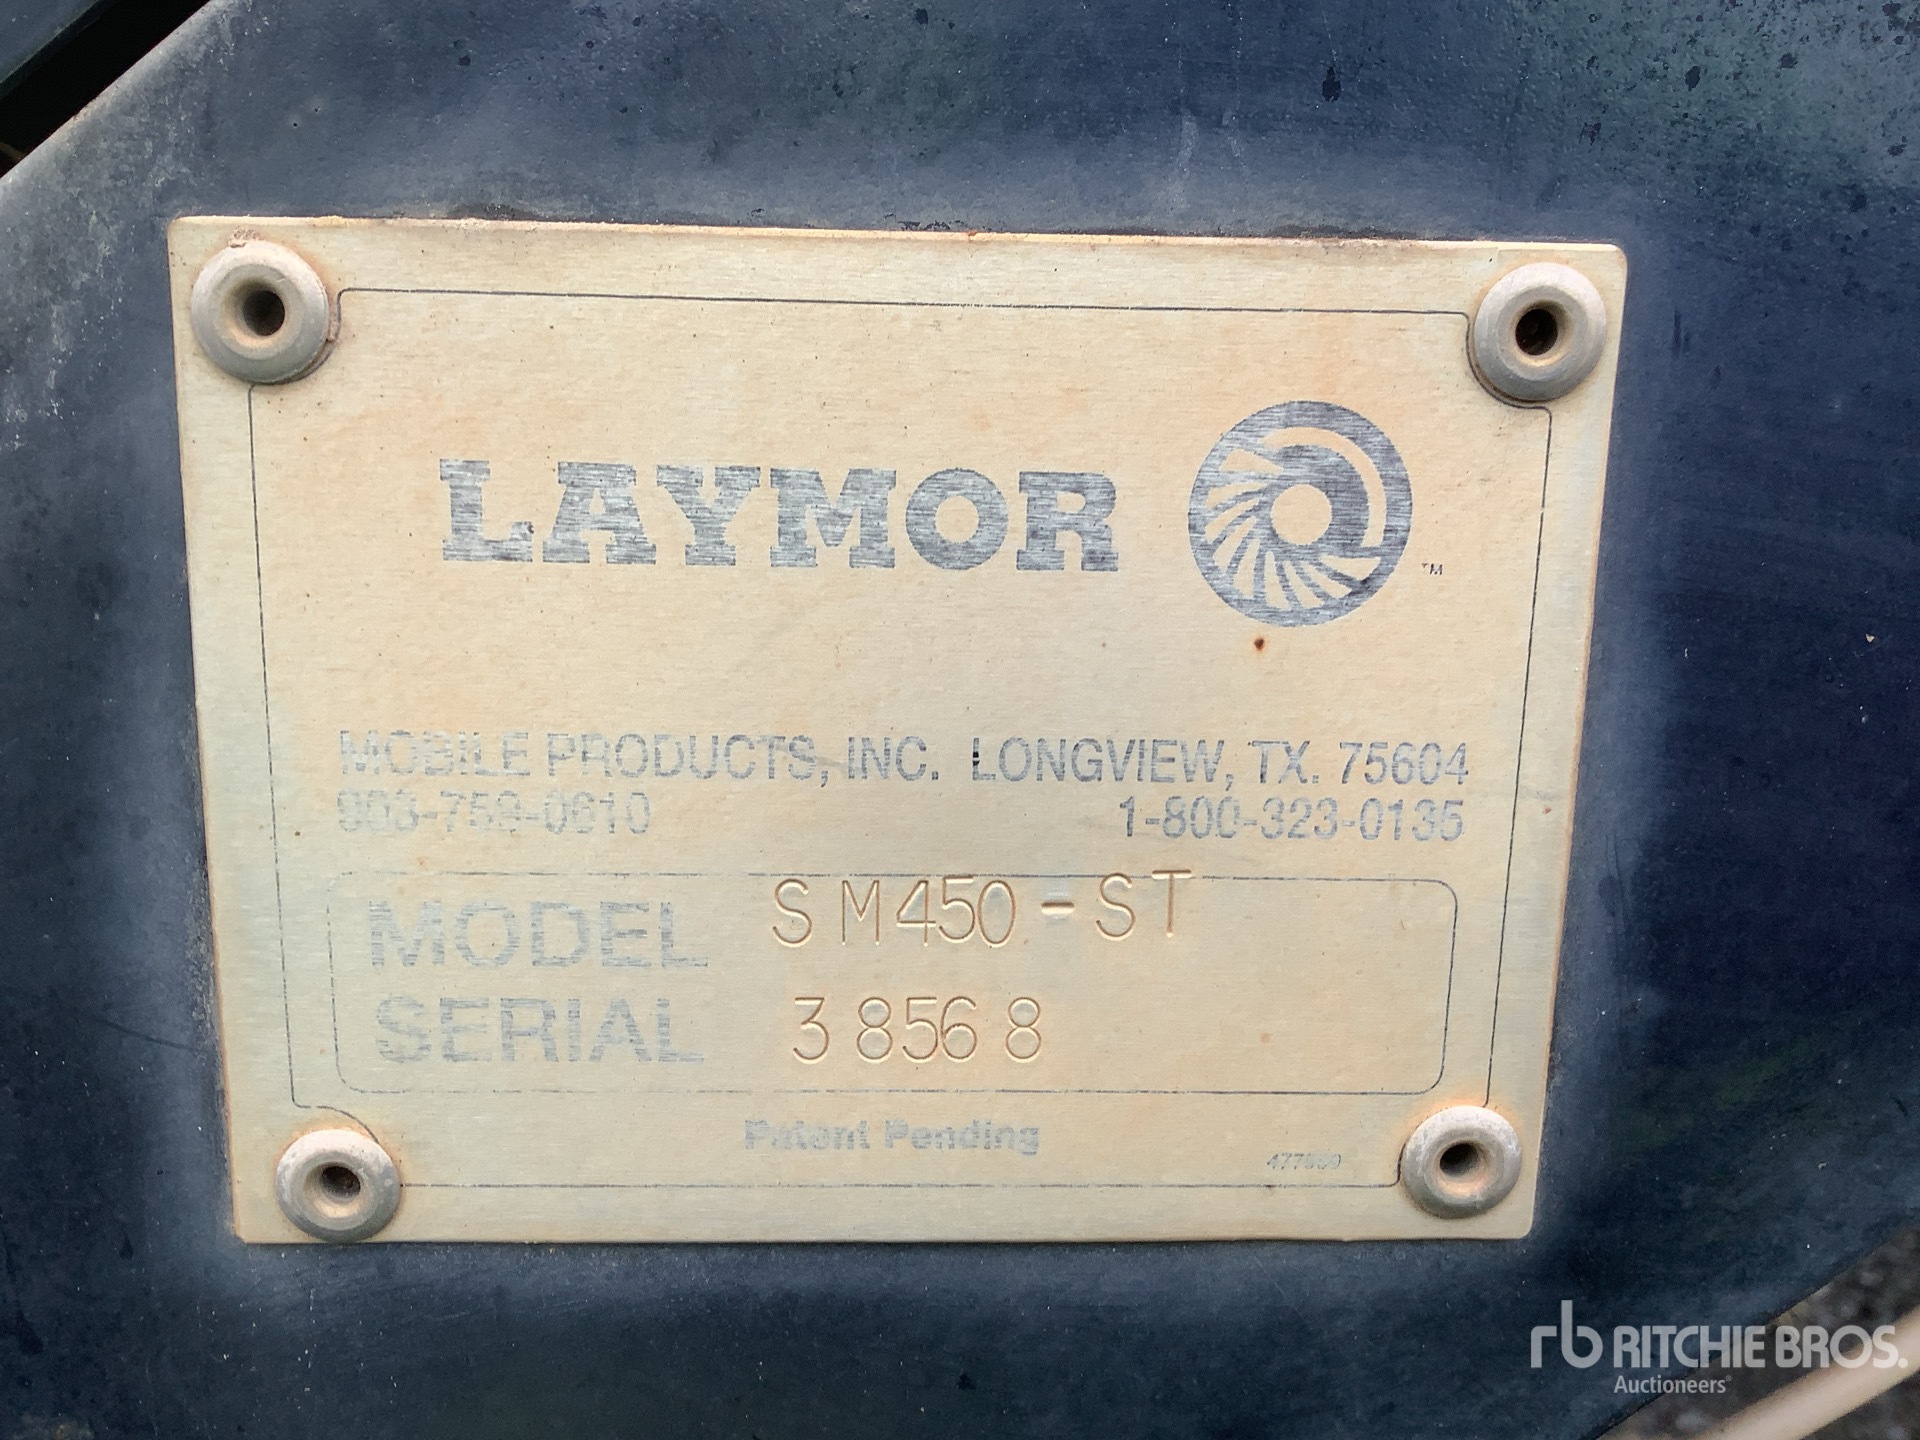 LAYMOR
TM
MOBILE PRODUCTS, INC. LONGVIEW, TX. 75604
1-800-323-0135
MODEL SM450-ST
SERIAL 38568
Patent Pending
rb RITCHIE BROS.
Auctioneers